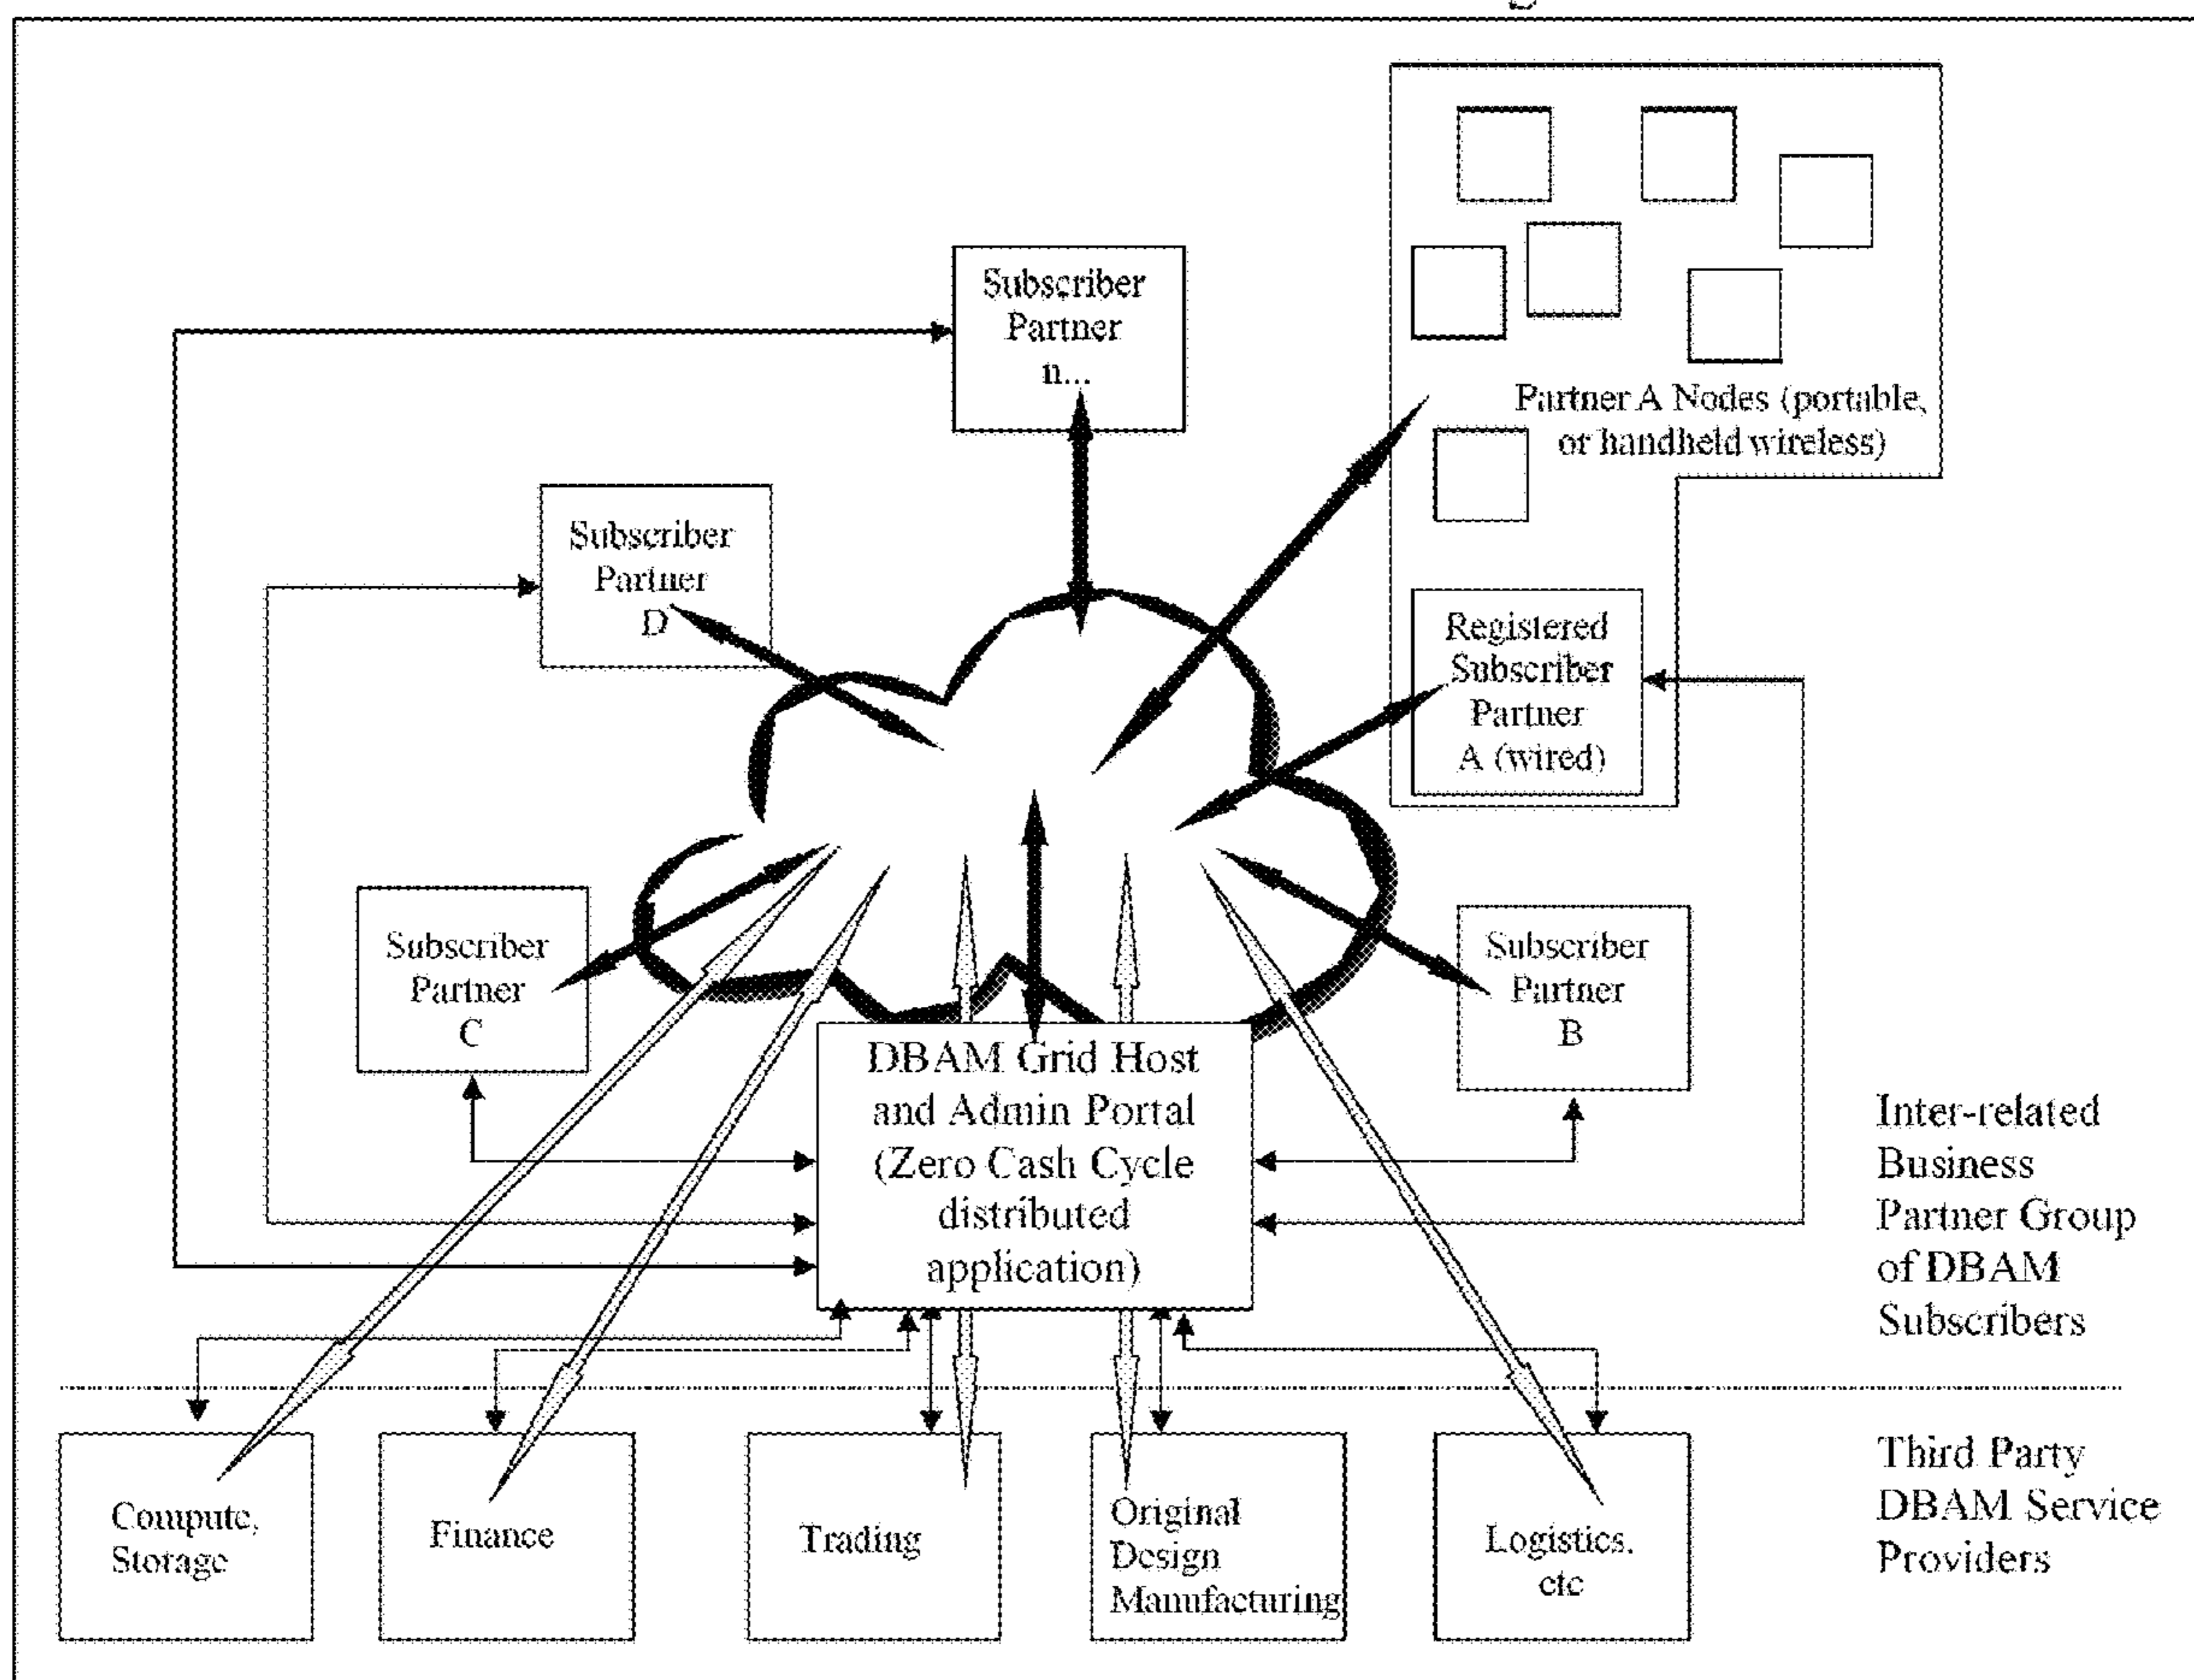 Subscriber
Partner
n...
Partner A Nodes (portable,
or handheld wireless)
Subscriber
Partner
D
Registered
Subscriber
Partner
A (wired)
Subscriber
Partner
C
Subscriber
Partner
B
DBAM Grid Host
and Admin Portal
(Zero Cash Cycle
distributed
application)
Inter-related
Business
Partner Group
of DBAM
Subscribers
Compute,
Storage
Finance
Trading
Original
Design
Manufacturing
Logistics.
etc
Third Party
DBAM Service
Providers